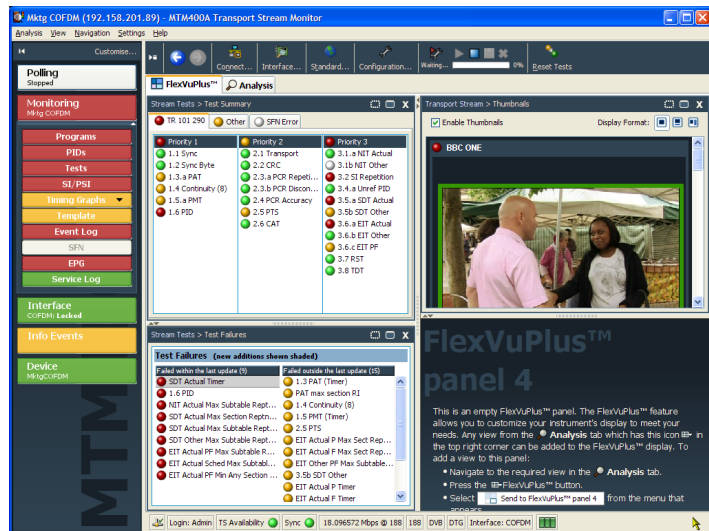 Mktg COFDM (192.158.201.89) - MTM400A Transport Stream Monitor
Analysis View Navigation Settings Help
Customise...
Connect... Interface... Standard... Configuration... Waiting... 0% Reset Tests
Polling
Stopped
FlexVuPlus™ Analysis
Monitoring
Mktg COFDM
Programs
PIDs
Tests
SI/PSI
Timing Graphs
Template
Event Log
SFN
EPG
Service Log
Interface
COFDM: Locked
Info Events
Device
MktgCOFDM
MTM
Stream Tests > Test Summary
TR 101 290 Other SFN Error
Priority 1
1.1 Sync
1.2 Sync Byte
1.3.a PAT
1.4 Continuity (8)
1.5.a PMT
1.6 PID
Priority 2
2.1 Transport
2.2 CRC
2.3.a PCR Repeti...
2.3.b PCR Discon...
2.4 PCR Accuracy
2.5 PTS
2.6 CAT
Priority 3
3.1.a NIT Actual
3.1b NIT Other
3.2 SI Repetition
3.4.a Unref PID
3.5.a SDT Actual
3.5b SDT Other
3.6.a EIT Actual
3.6.b EIT Other
3.6.c EIT PF
3.7 RST
3.8 TDT
Transport Stream > Thumbnails
Enable Thumbnails Display Format:
BBC ONE
Stream Tests > Test Failures
Test Failures (new additions shown shaded)
Failed within the last update (9)
SDT Actual Timer
1.6 PID
NIT Actual Max Subtable Rept...
SDT Actual Max Section Reptn...
SDT Actual Max Subtable Rept...
SDT Other Max Subtable Rept...
EIT Actual PF Max Subtable R...
EIT Actual Sched Max Subtabl...
EIT Actual PF Min Any Section ...
Failed outside the last update (15)
1.3 PAT (Timer)
PAT max section RI
1.4 Continuity (8)
1.5 PMT (Timer)
2.5 PTS
EIT Actual P Max Sect Rep...
EIT Actual F Max Sect Rep...
EIT Other PF Max Subtable...
3.5b SDT Other
EIT Actual P Timer
EIT Actual F Timer
FlexVuPlus™
panel 4
This is an empty FlexVuPlus™ panel. The FlexVuPlus™ feature
allows you to customize your instrument's display to meet your
needs. Any view from the Analysis tab which has this icon in
the top right corner can be added to the FlexVuPlus™ display. To
add a view to this panel:
• Navigate to the required view in the Analysis tab.
• Press the FlexVuPlus™ button.
• Select Send to FlexVuPlus™ panel 4 from the menu that
appears.
Login: Admin TS Availability Sync 18.096572 Mbps @ 188 188 DVB DTG Interface: COFDM